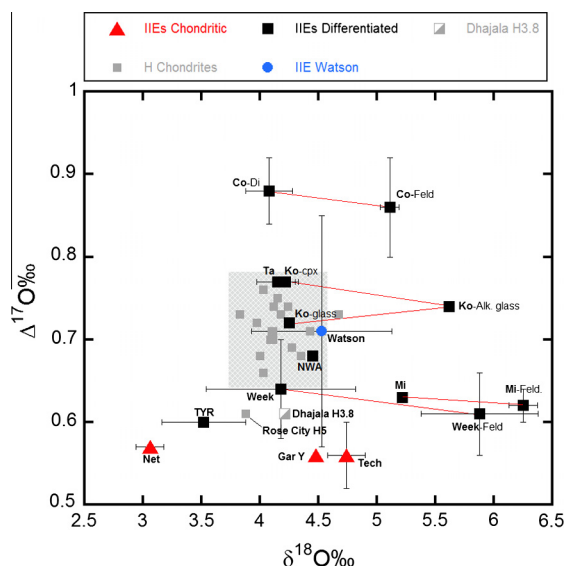 IIEs Chondritic
IIEs Differentiated
Dhajala H3.8
H Chondrites
IIE Watson
1
0.9
0.8
0.7
0.6
0.5
Δ¹⁷O‰
Co-Di
Co-Feld
Ta
Ko-cpx
Ko-glass
Ko-Alk. glass
Watson
NWA
Week
Mi
Mi-Feld.
TYR
Dhajala H3.8
Week-Feld
Rose City H5
Net
Gar Y
Tech
2.5 3 3.5 4 4.5 5 5.5 6 6.5
δ¹⁸O‰